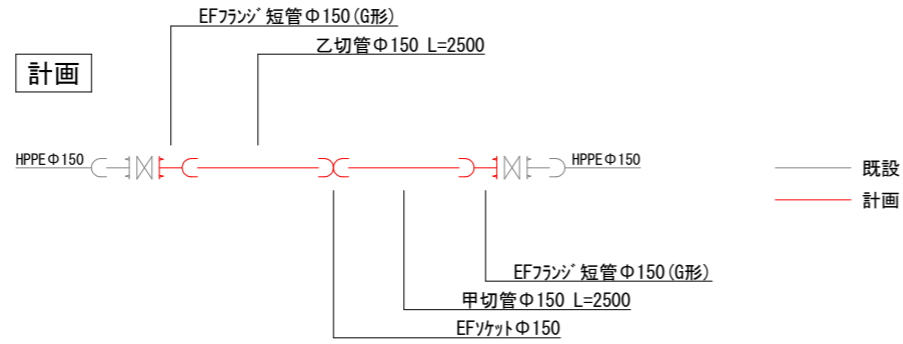 EFフランジ短管Φ150(G形)
乙切管Φ150 L=2500
計画
HPPEΦ150
HPPEΦ150
既設
計画
EFフランジ短管Φ150(G形)
甲切管Φ150 L=2500
EFソケットΦ150